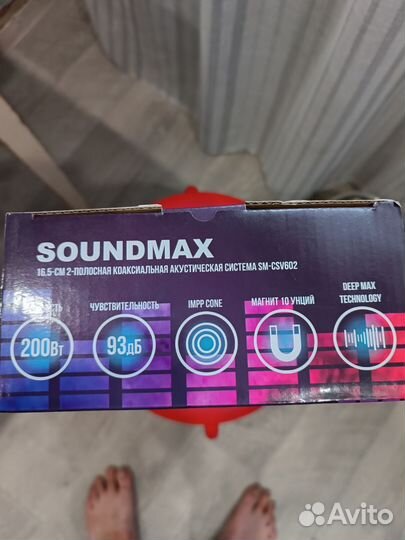 SOUNDMAX
16.5-СМ 2-ПОЛОСНАЯ КОАКСИАЛЬНАЯ АКУСТИЧЕСКАЯ СИСТЕМА SM-CSV602
ЧУВСТВИТЕЛЬНОСТЬ
IMPP CONE
МАГНИТ 10 УНЦИЙ
DEEP MAX
TECHNOLOGY
200Вт
93дБ
Avito